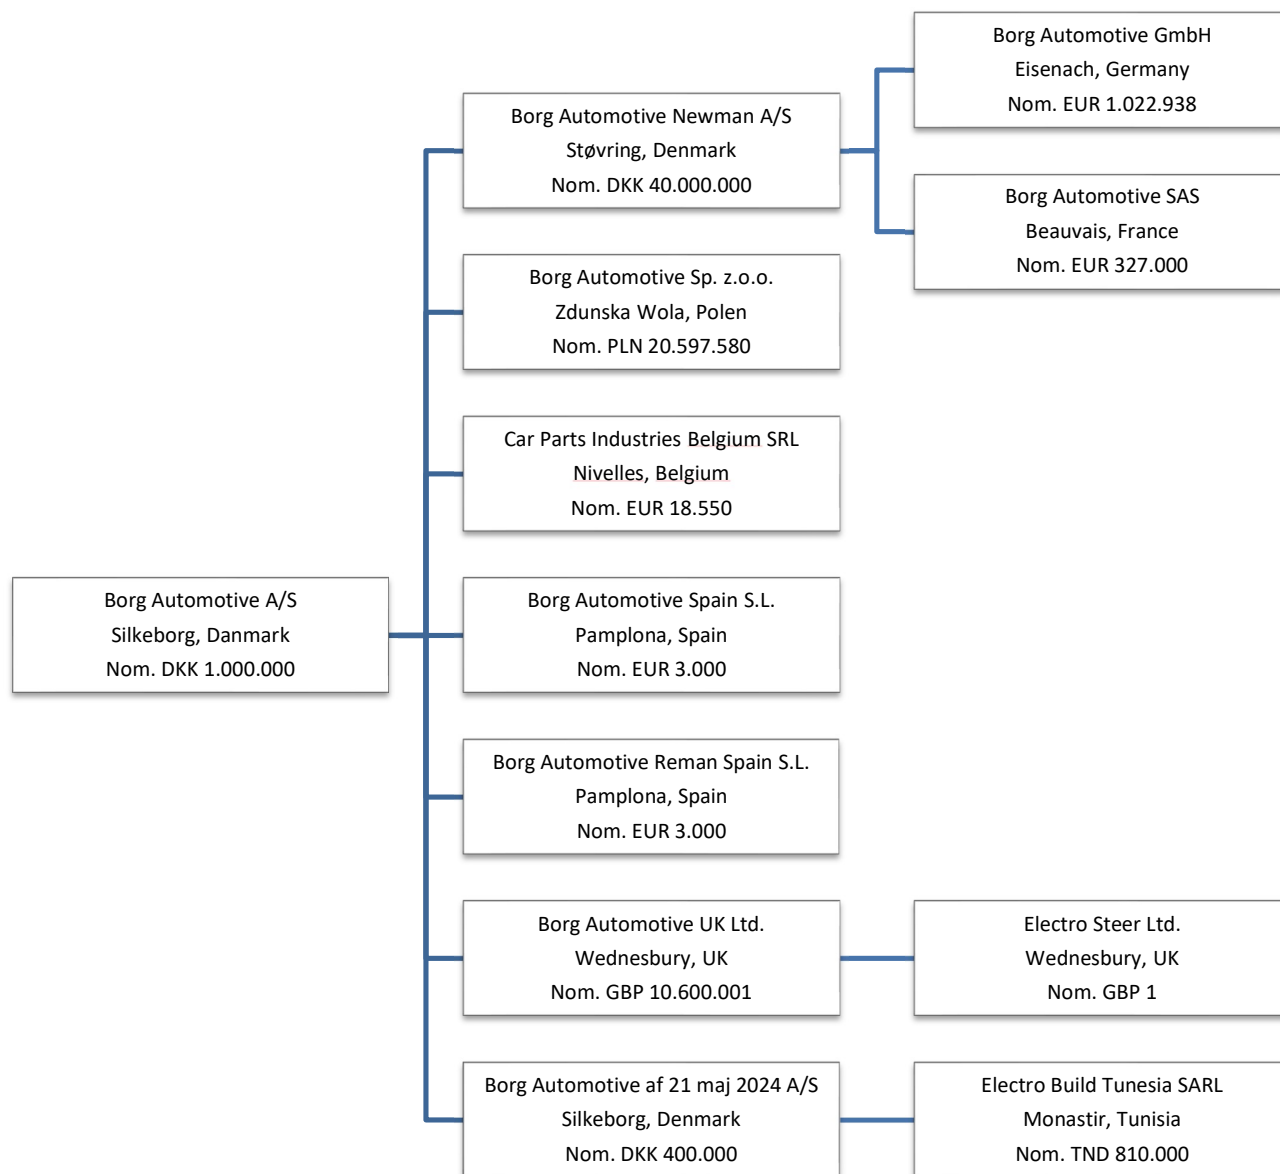 Borg Automotive GmbH
Eisenach, Germany
Nom. EUR 1.022.938
Borg Automotive Newman A/S
Støvring, Denmark
Nom. DKK 40.000.000
Borg Automotive SAS
Beauvais, France
Nom. EUR 327.000
Borg Automotive Sp. z.o.o.
Zdunska Wola, Polen
Nom. PLN 20.597.580
Car Parts Industries Belgium SRL
Nivelles, Belgium
Nom. EUR 18.550
Borg Automotive A/S
Silkeborg, Danmark
Nom. DKK 1.000.000
Borg Automotive Spain S.L.
Pamplona, Spain
Nom. EUR 3.000
Borg Automotive Reman Spain S.L.
Pamplona, Spain
Nom. EUR 3.000
Borg Automotive UK Ltd.
Wednesbury, UK
Nom. GBP 10.600.001
Electro Steer Ltd.
Wednesbury, UK
Nom. GBP 1
Borg Automotive af 21 maj 2024 A/S
Silkeborg, Denmark
Nom. DKK 400.000
Electro Build Tunesia SARL
Monastir, Tunisia
Nom. TND 810.000